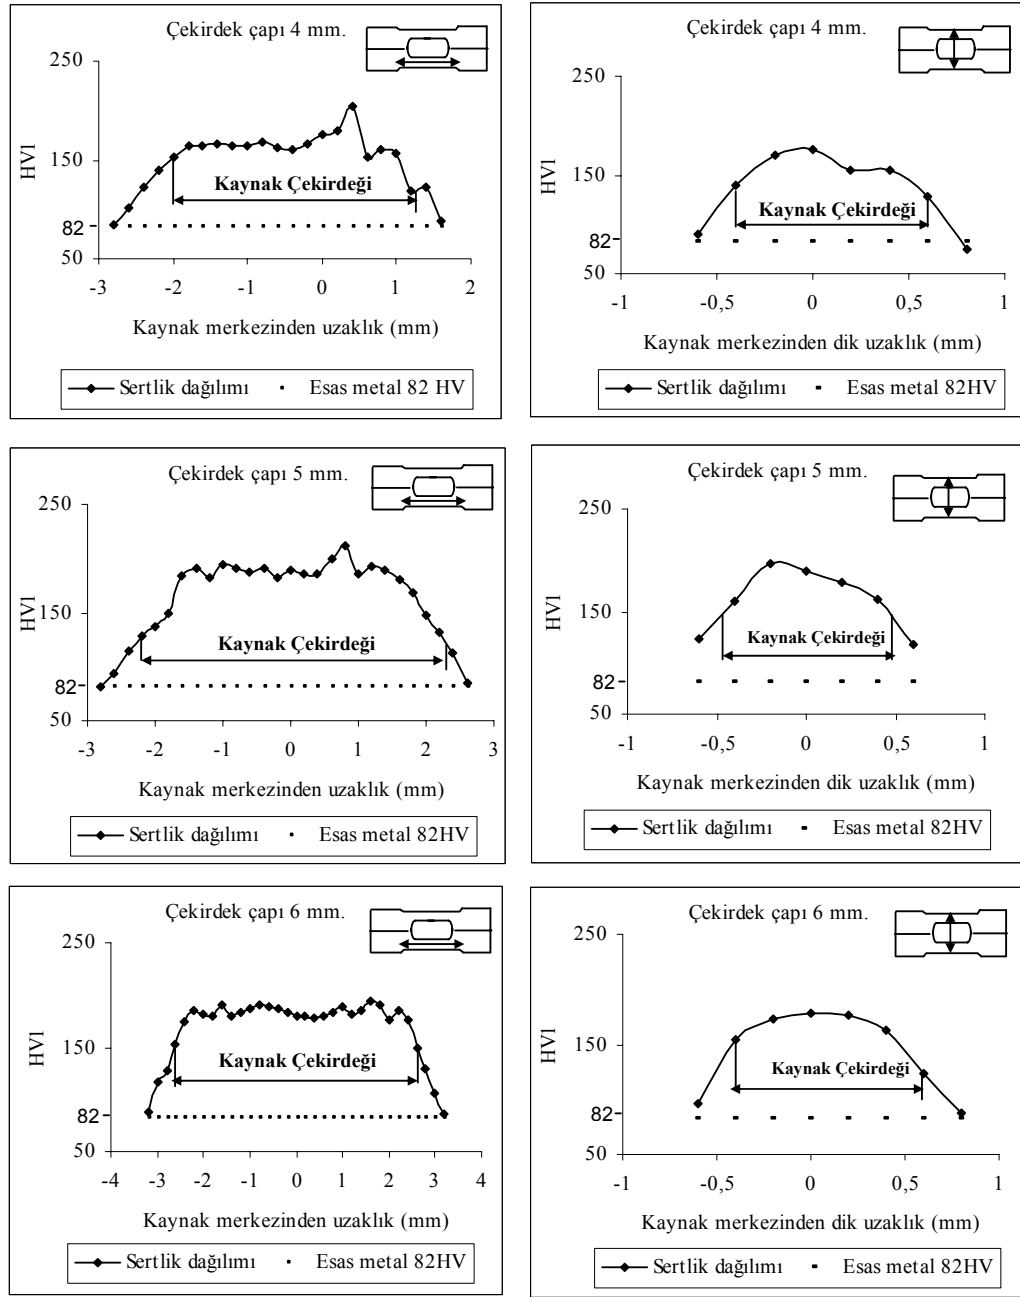 Çekirdek çapı 4 mm.
250
HV1
150
Kaynak Çekirdeği
82
50
-3 -2 -1 0 1 2
Kaynak merkezinden uzaklık (mm)
Sertlik dağılımı Esas metal 82 HV
Çekirdek çapı 4 mm.
250
HV1
150
Kaynak Çekirdeği
82
50
-1 -0,5 0 0,5 1
Kaynak merkezinden dik uzaklık (mm)
Sertlik dağılımı Esas metal 82HV
Çekirdek çapı 5 mm.
250
HV1
150
Kaynak Çekirdeği
82
50
-3 -2 -1 0 1 2 3
Kaynak merkezinden uzaklık (mm)
Sertlik dağılımı Esas metal 82HV
Çekirdek çapı 5 mm.
250
HV1
150
Kaynak Çekirdeği
82
50
-1 -0,5 0 0,5 1
Kaynak merkezinden dik uzaklık (mm)
Sertlik dağılımı Esas metal 82HV
Çekirdek çapı 6 mm.
250
HV1
150
Kaynak Çekirdeği
82
50
-4 -3 -2 -1 0 1 2 3 4
Kaynak merkezinden uzaklık (mm)
Sertlik dağılımı Esas metal 82HV
Çekirdek çapı 6 mm.
250
HV1
150
Kaynak Çekirdeği
82
50
-1 -0,5 0 0,5 1
Kaynak merkezinden dik uzaklık (mm)
Sertlik dağılımı Esas metal 82HV